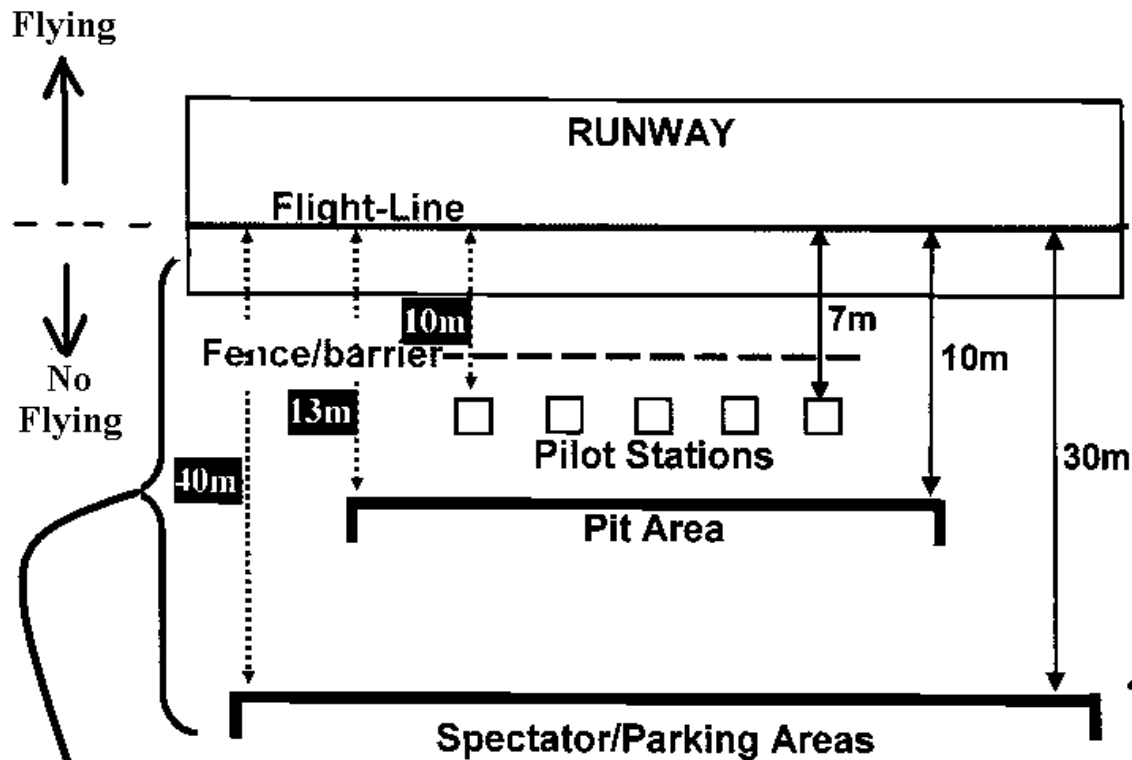 Flying
RUNWAY
Flight-Line
10m
7m
Fence/barrier
10m
No
Flying
13m
Pilot Stations
40m
30m
Pit Area
Spectator/Parking Areas